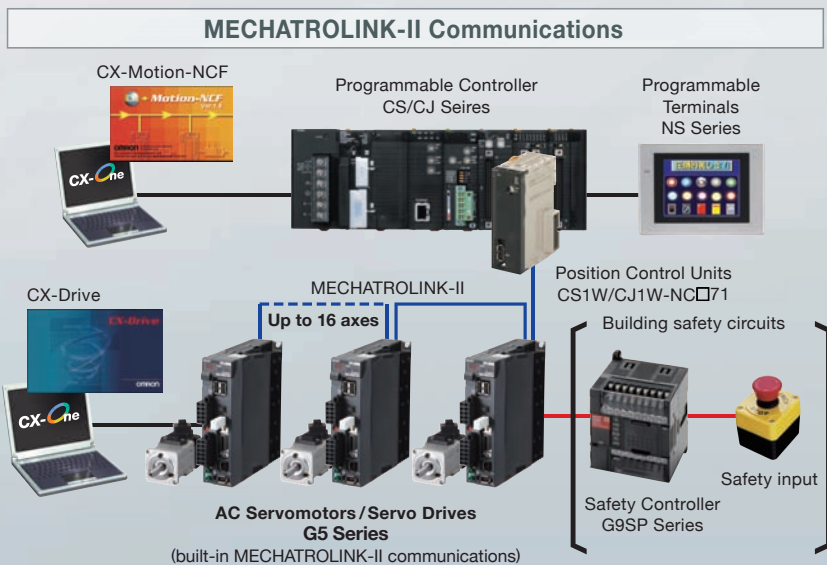 MECHATROLINK-II Communications
CX-Motion-NCF
Motion-NCF
OMRON
CX-One
Programmable Controller
CS/CJ Seires
Programmable
Terminals
NS Series
Position Control Units
CS1W/CJ1W-NC□71
MECHATROLINK-II
Up to 16 axes
CX-Drive
CX-Drive
omron
CX-One
AC Servomotors/Servo Drives
G5 Series
(built-in MECHATROLINK-II communications)
Building safety circuits
Safety Controller
G9SP Series
Safety input